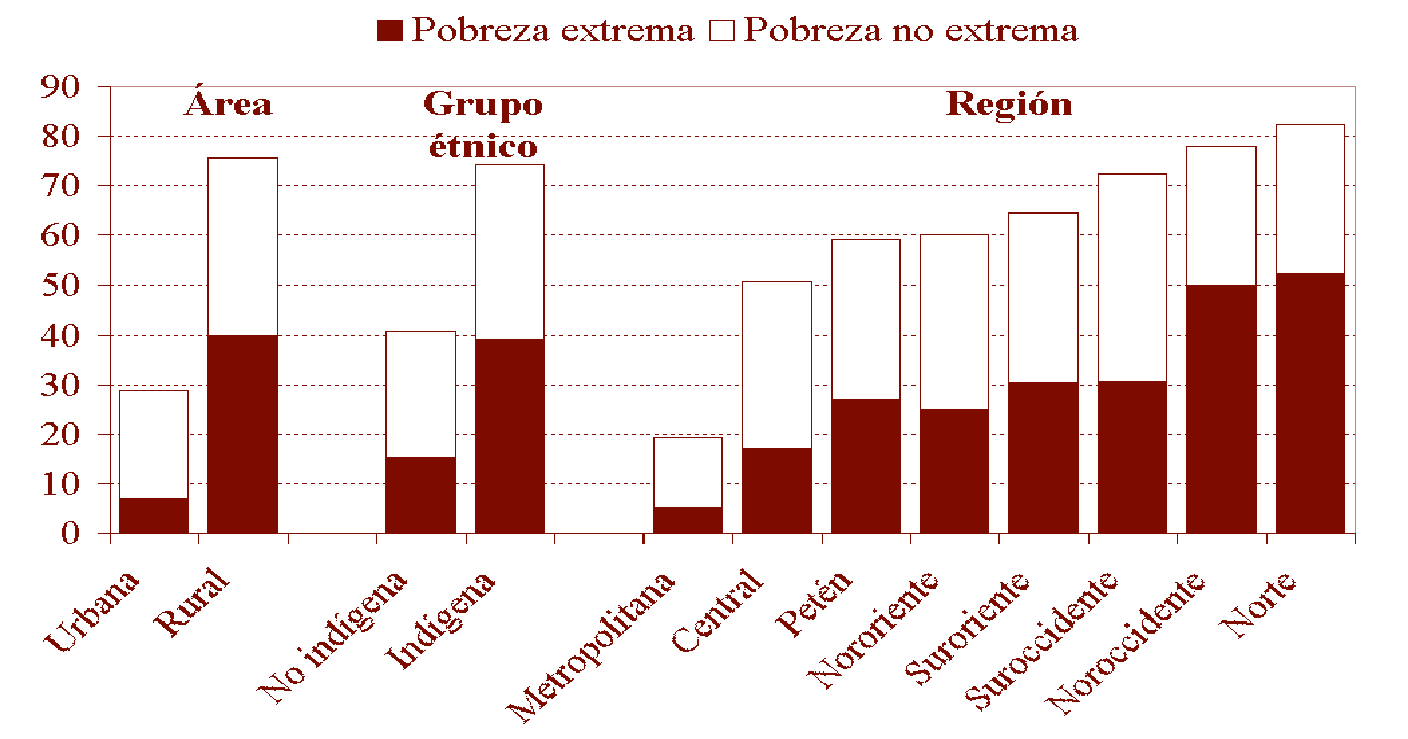 Pobreza extrema Pobreza no extrema
90
80
70
60
50
40
30
20
10
0
Área
Grupo
étnico
Región
Urbana
Rural
No indígena
Indígena
Metropolitana
Central
Petén
Nororiente
Suroriente
Suroccidente
Noroccidente
Norte